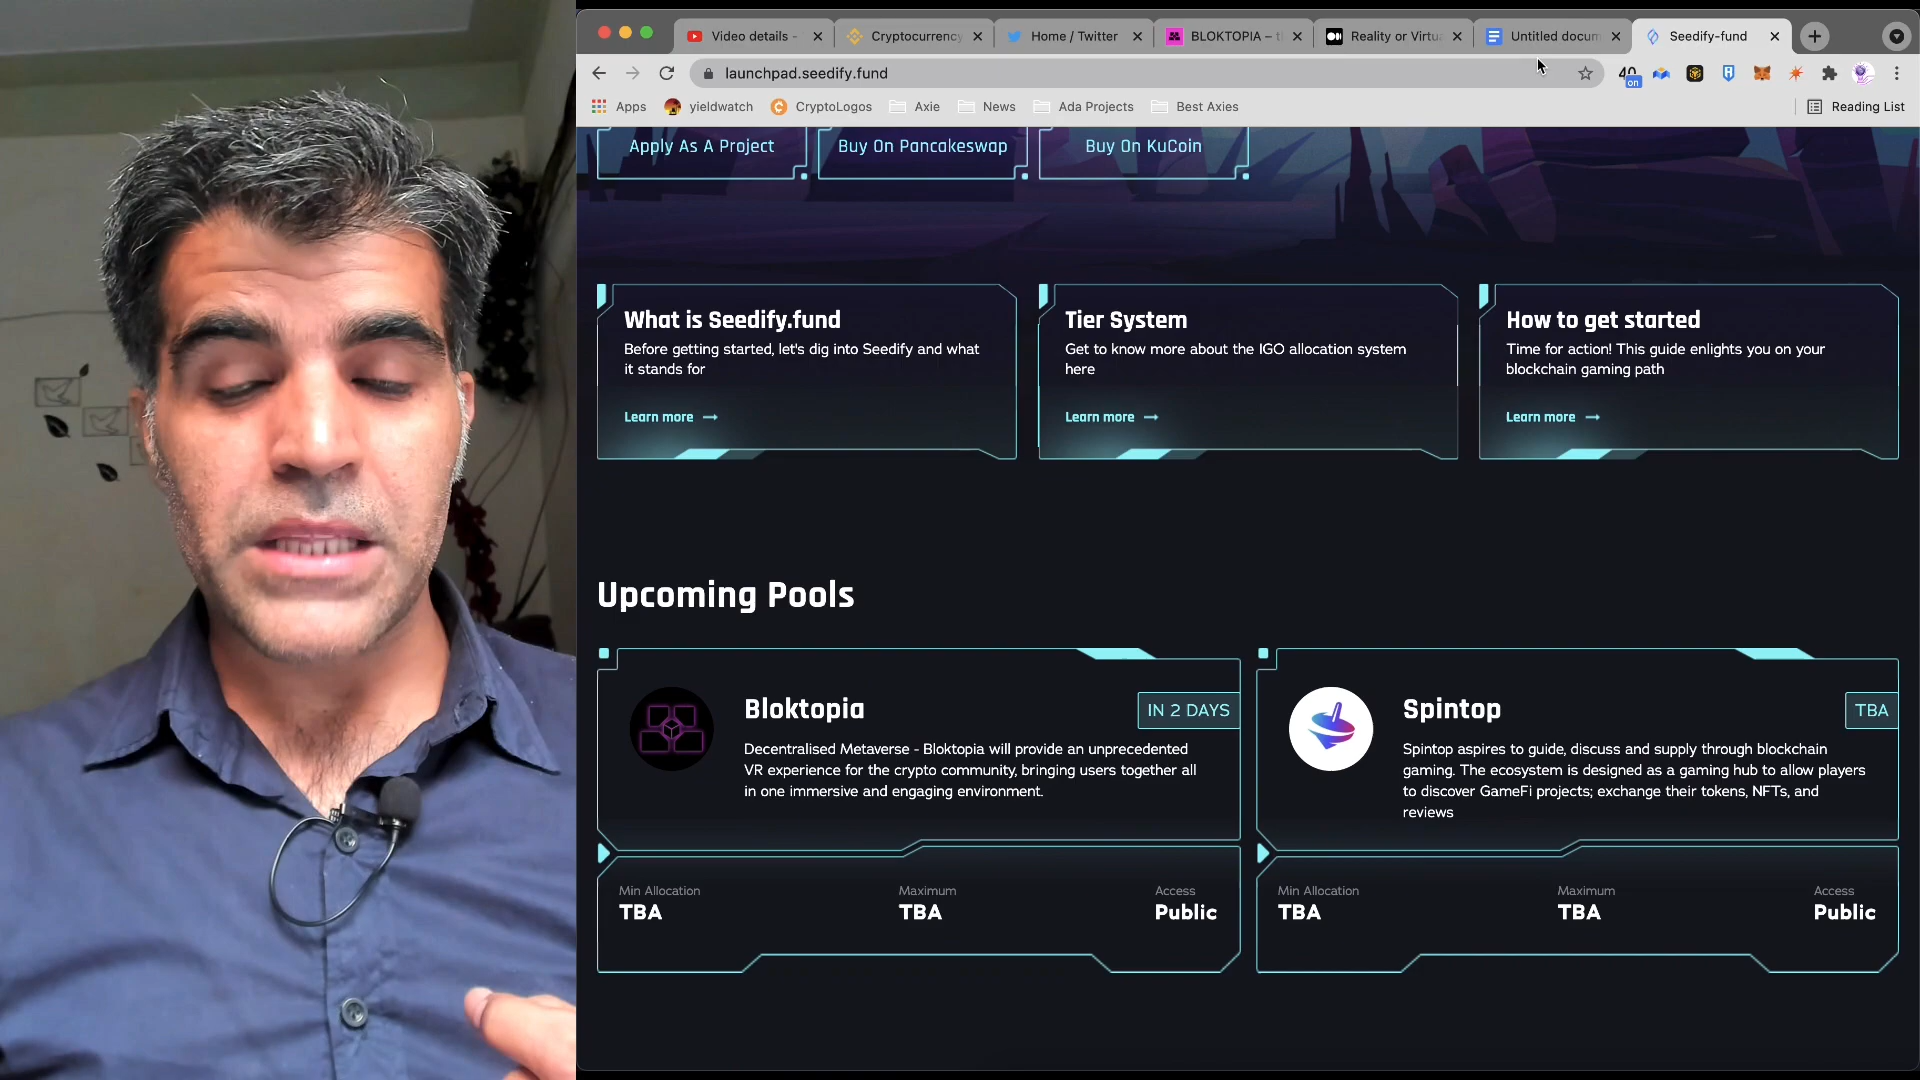 Video details -
Cryptocurrency
Home / Twitter
BLOKTOPIA – t
Reality or Virtu
Untitled docum
Seedify-fund
launchpad.seedify.fund
40
on
Apps
yieldwatch
CryptoLogos
Axie
News
Ada Projects
Best Axies
Reading List
Apply As A Project
Buy On Pancakeswap
Buy On KuCoin
What is Seedify.fund
Before getting started, let's dig into Seedify and what
it stands for
Learn more
Tier System
Get to know more about the IGO allocation system
here
Learn more
How to get started
Time for action! This guide enlights you on your
blockchain gaming path
Learn more
Upcoming Pools
Bloktopia
IN 2 DAYS
Decentralised Metaverse - Bloktopia will provide an unprecedented
VR experience for the crypto community, bringing users together all
in one immersive and engaging environment.
Min Allocation
TBA
Maximum
TBA
Access
Public
Spintop
TBA
Spintop aspires to guide, discuss and supply through blockchain
gaming. The ecosystem is designed as a gaming hub to allow players
to discover GameFi projects; exchange their tokens, NFTs, and
reviews
Min Allocation
TBA
Maximum
TBA
Access
Public